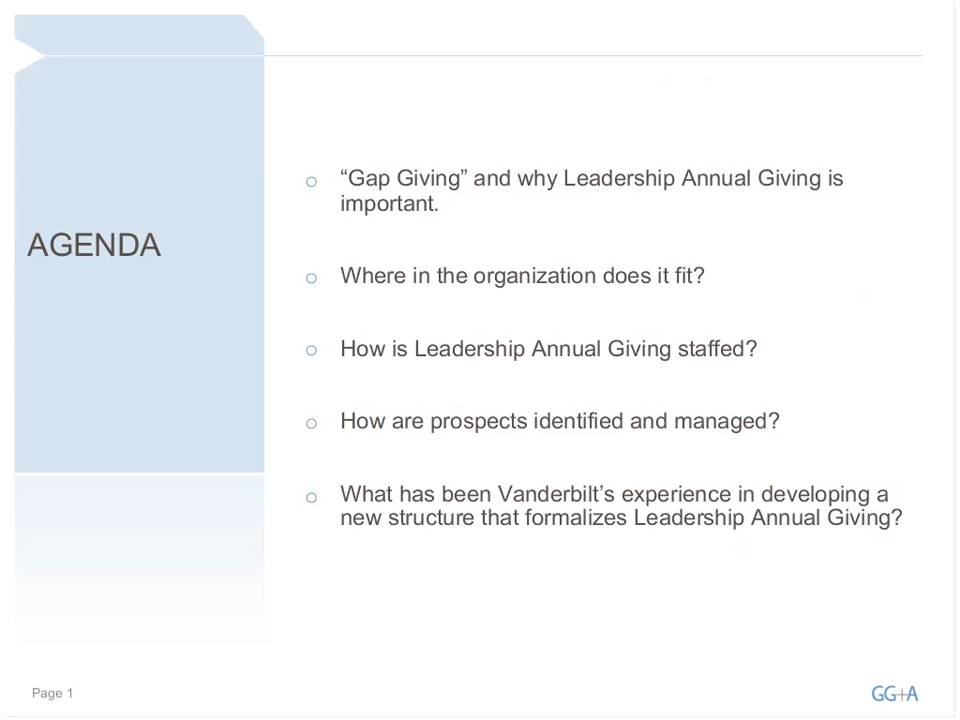 AGENDA
“Gap Giving” and why Leadership Annual Giving is
important.
Where in the organization does it fit?
How is Leadership Annual Giving staffed?
How are prospects identified and managed?
What has been Vanderbilt’s experience in developing a
new structure that formalizes Leadership Annual Giving?
Page 1
GG+A